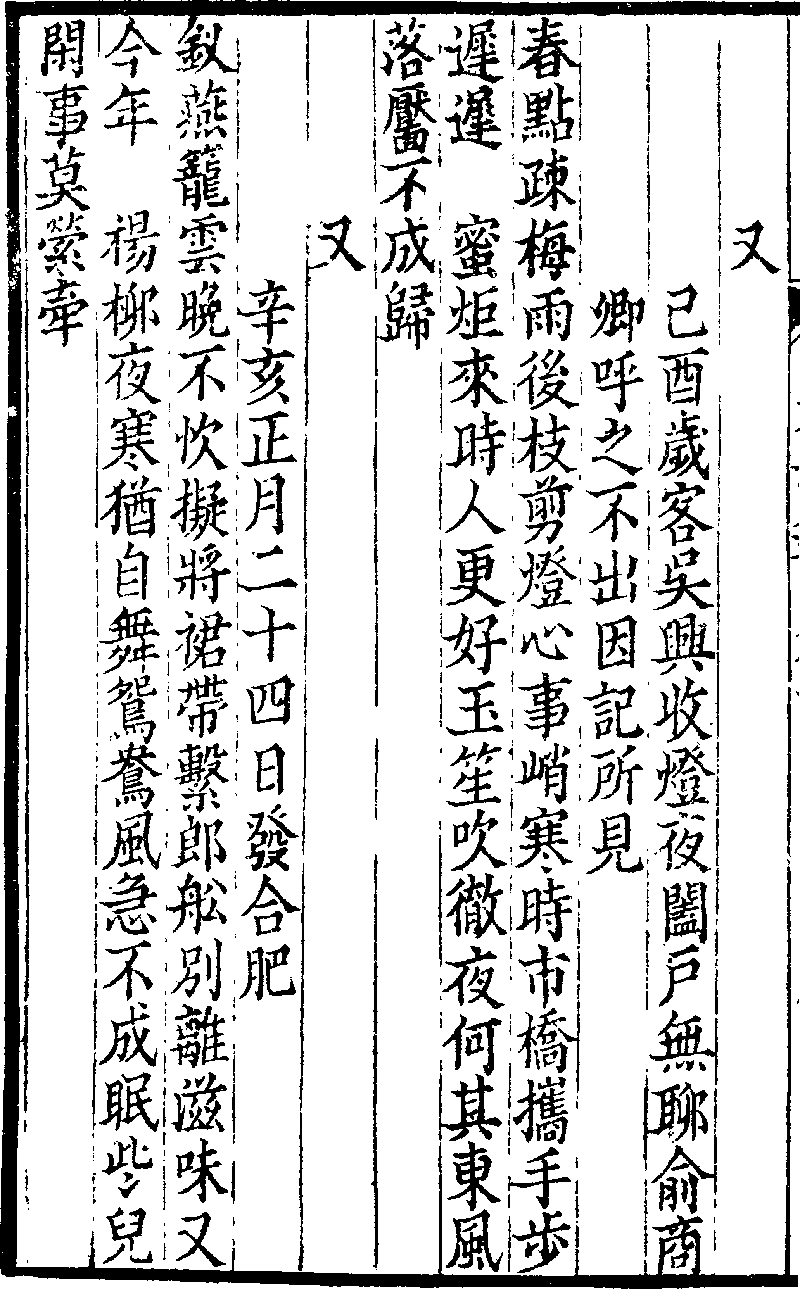 又
己酉歲客吳興收燈夜闔戶無聊俞商
卿呼之不出因記所見
春點疎梅雨後枝剪燈心事峭寒時市橋攜手步
遲遲　蜜炬來時人更好玉笙吹徹夜何其東風
落靨不成歸
又
辛亥正月二十四日發合肥
釵燕籠雲晚不忺擬將裙帶繫郎船別離滋味又
今年　楊柳夜寒猶自舞鴛鴦風急不成眠些兒
閑事莫縈牽